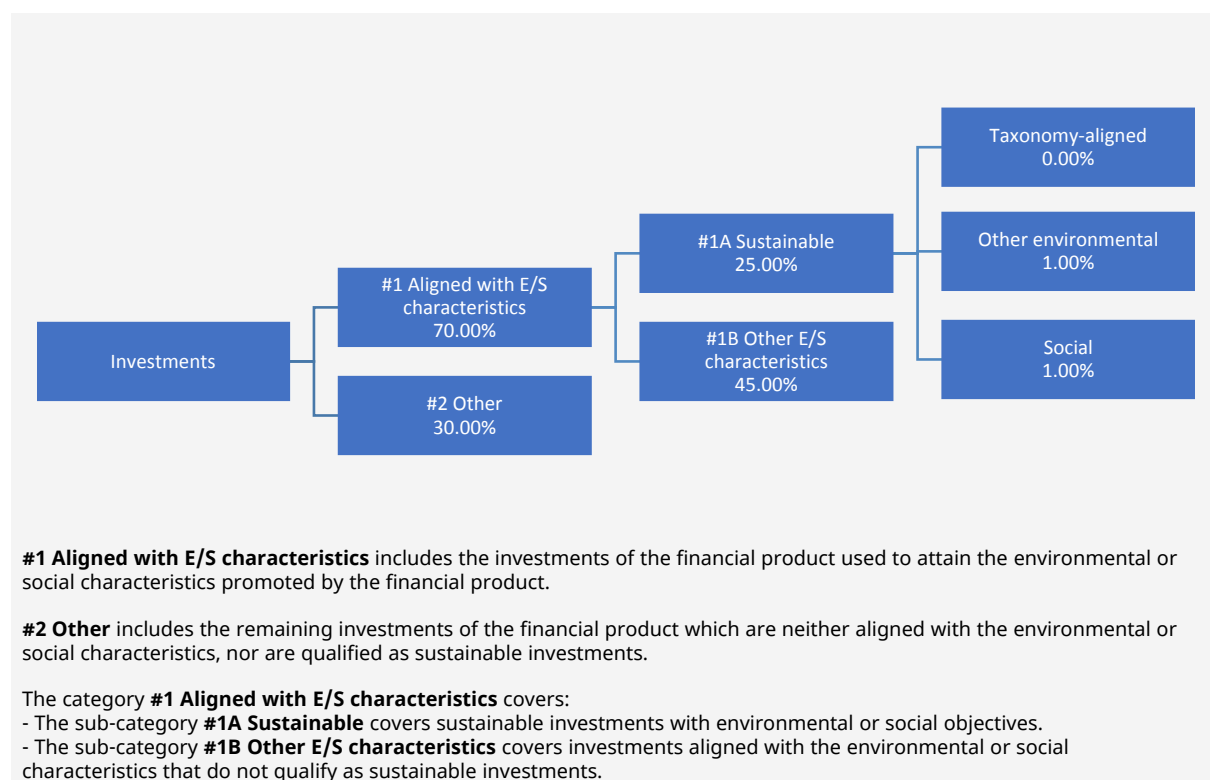 Investments
#1 Aligned with E/S
characteristics
70.00%
#2 Other
30.00%
#1A Sustainable
25.00%
#1B Other E/S
characteristics
45.00%
Taxonomy-aligned
0.00%
Other environmental
1.00%
Social
1.00%
#1 Aligned with E/S characteristics includes the investments of the financial product used to attain the environmental or
social characteristics promoted by the financial product.
#2 Other includes the remaining investments of the financial product which are neither aligned with the environmental or
social characteristics, nor are qualified as sustainable investments.
The category #1 Aligned with E/S characteristics covers:
- The sub-category #1A Sustainable covers sustainable investments with environmental or social objectives.
- The sub-category #1B Other E/S characteristics covers investments aligned with the environmental or social
characteristics that do not qualify as sustainable investments.